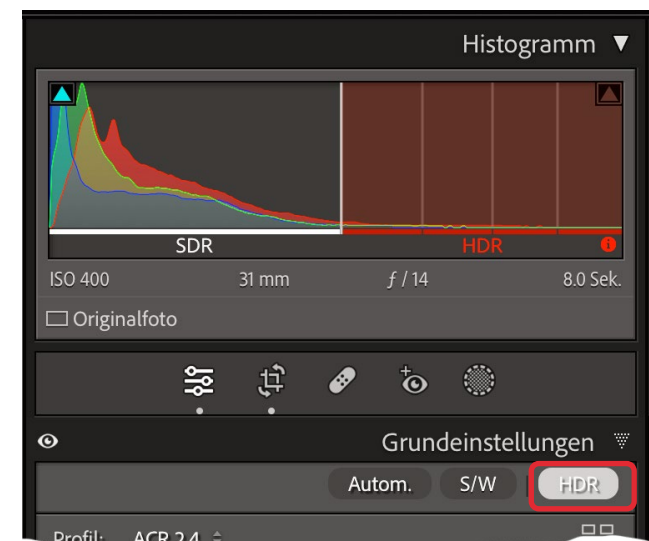 Histogramm
SDR HDR
ISO 400 31 mm ƒ / 14 8.0 Sek.
Originalfoto
Grundeinstellungen
Autom. S/W HDR
Profil: ACR 2.4